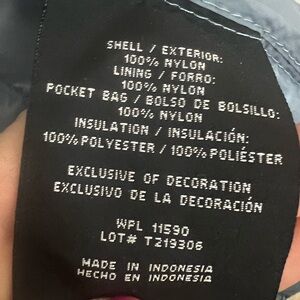 SHELL / EXTERIOR:
100% NYLON
LINING / FORRO:
100% NYLON
POCKET BAG / BOLSO DE BOLSILLO:
100% NYLON
INSULATION / INSULACIÓN:
100% POLYESTER / 100% POLIÉSTER
EXCLUSIVE OF DECORATION
EXCLUSIVO DE LA DECORACIÓN
WPL 11590
LOT# T219306
MADE IN INDONESIA
HECHO EN INDONESIA